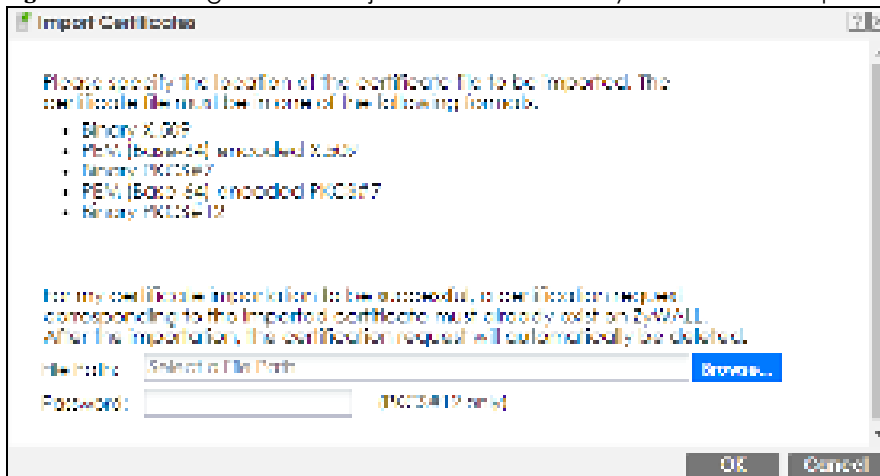 Import Certificates
Please specify the location of the certificate file to be imported. The
certificate file must be in one of the following formats.
• Binary X.509
• PEM (Base-64) encoded X.509
• Binary PKCS#7
• PEM (Base-64) encoded PKCS#7
• Binary PKCS#12
For my certificate importation to be successful, a certification request
corresponding to the imported certificate must already exist on ZyWALL.
After the importation, the certification request will automatically be deleted.
File Path: Select a File Path Browse...
Password: (PKCS#12 only)
OK Cancel